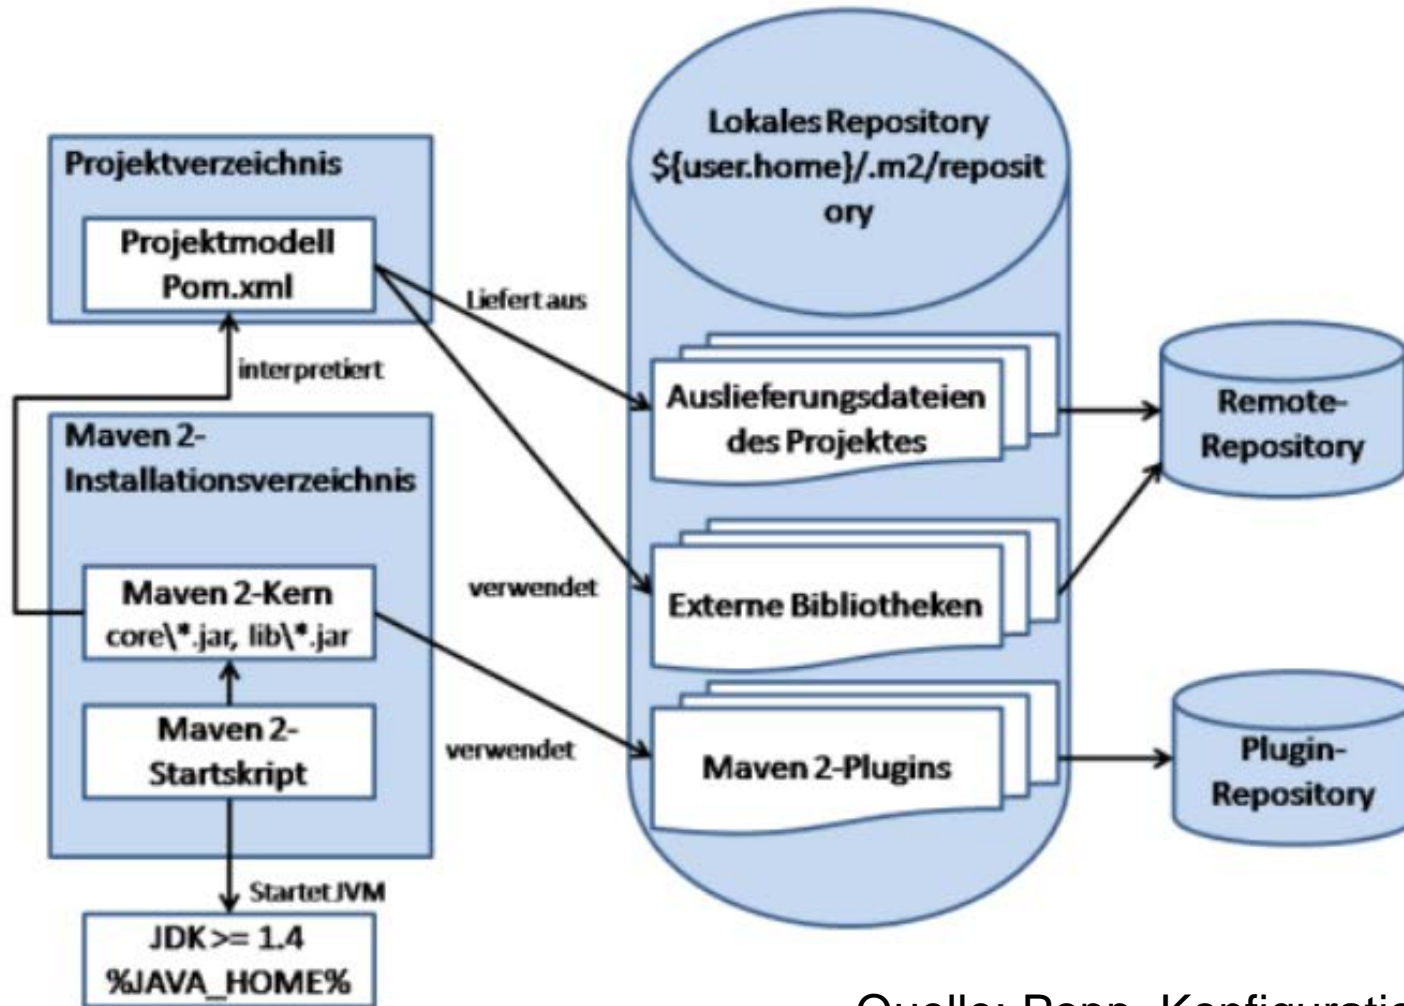 Projektverzeichnis
Projektmodell
Pom.xml
interpretiert
Maven 2-
Installationsverzeichnis
Maven 2-Kern
core\*.jar, lib\*.jar
Maven 2-
Startskript
Startet JVM
JDK >= 1.4
%JAVA_HOME%
Liefert aus
verwendet
verwendet
Lokales Repository
${user.home}/.m2/reposit
ory
Auslieferungsdateien
des Projektes
Externe Bibliotheken
Maven 2-Plugins
Remote-
Repository
Plugin-
Repository